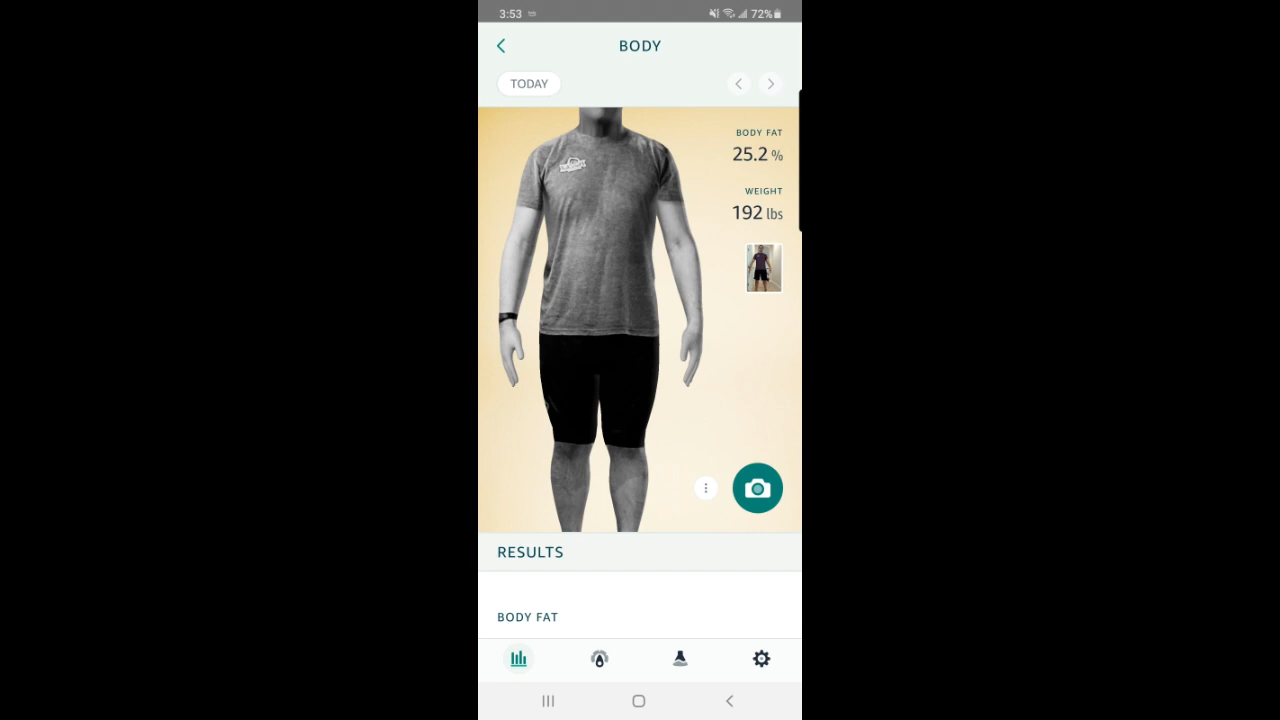 3:53
72%
BODY
TODAY
BODY FAT
25.2 %
WEIGHT
192 lbs
RESULTS
BODY FAT